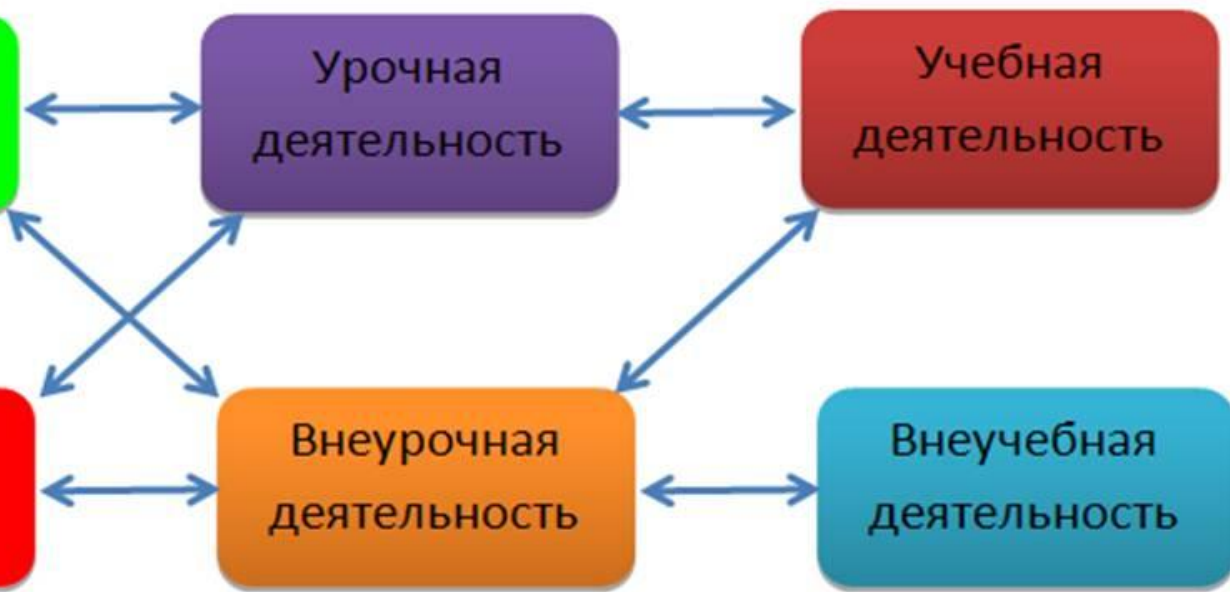 Урочная
деятельность
Учебная
деятельность
Внеурочная
деятельность
Внеучебная
деятельность